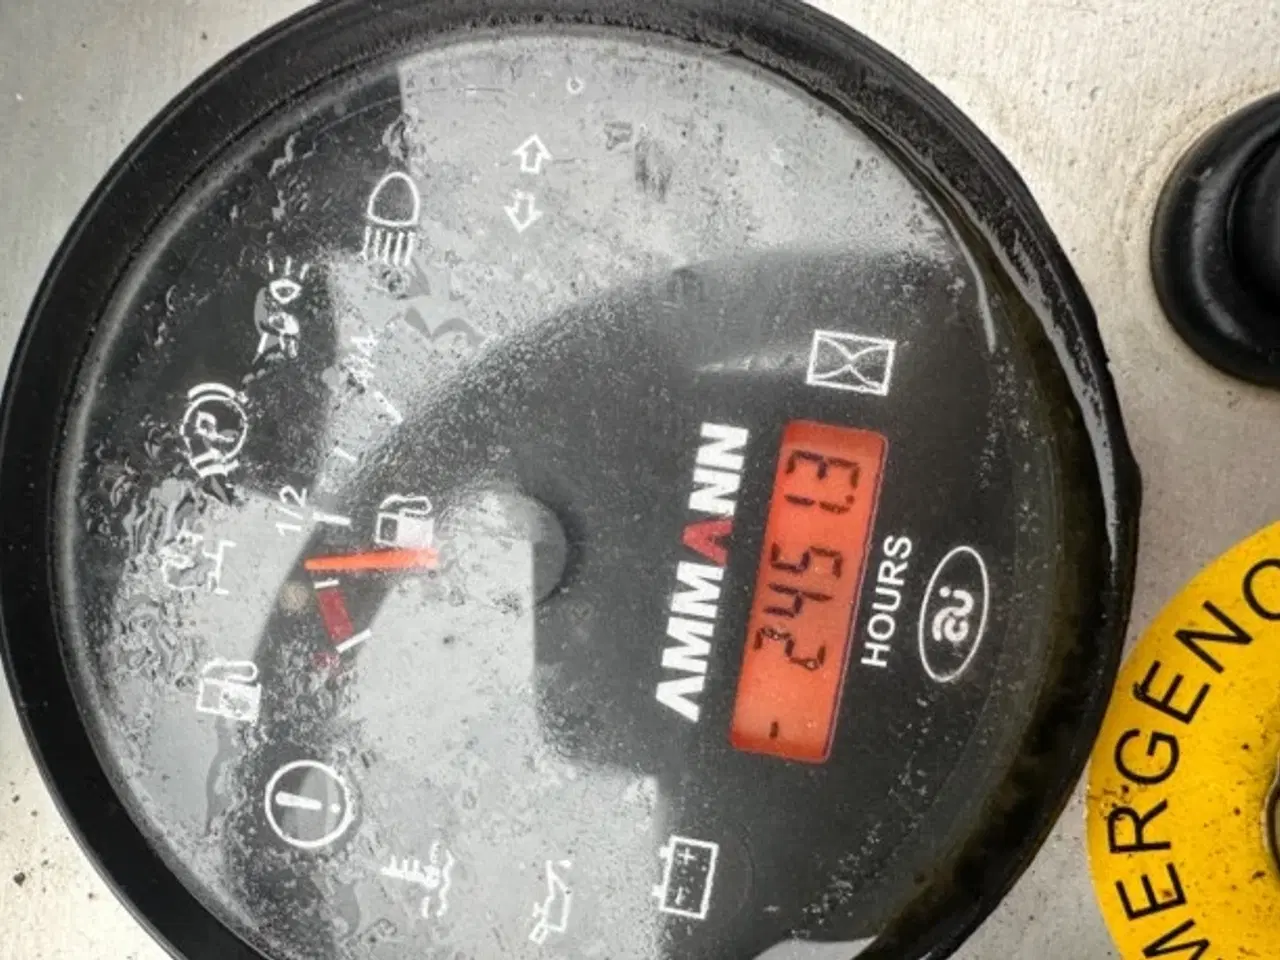 P
1/2
AMMANN
2451.3
HOURS
MERGENC